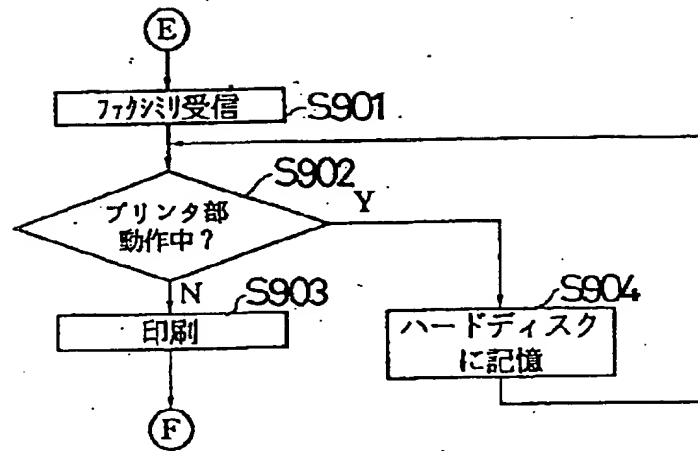 E
ファクシミリ受信
S901
S902
プリンタ部
動作中？
Y
N
S903
印刷
S904
ハードディスク
に記憶
F